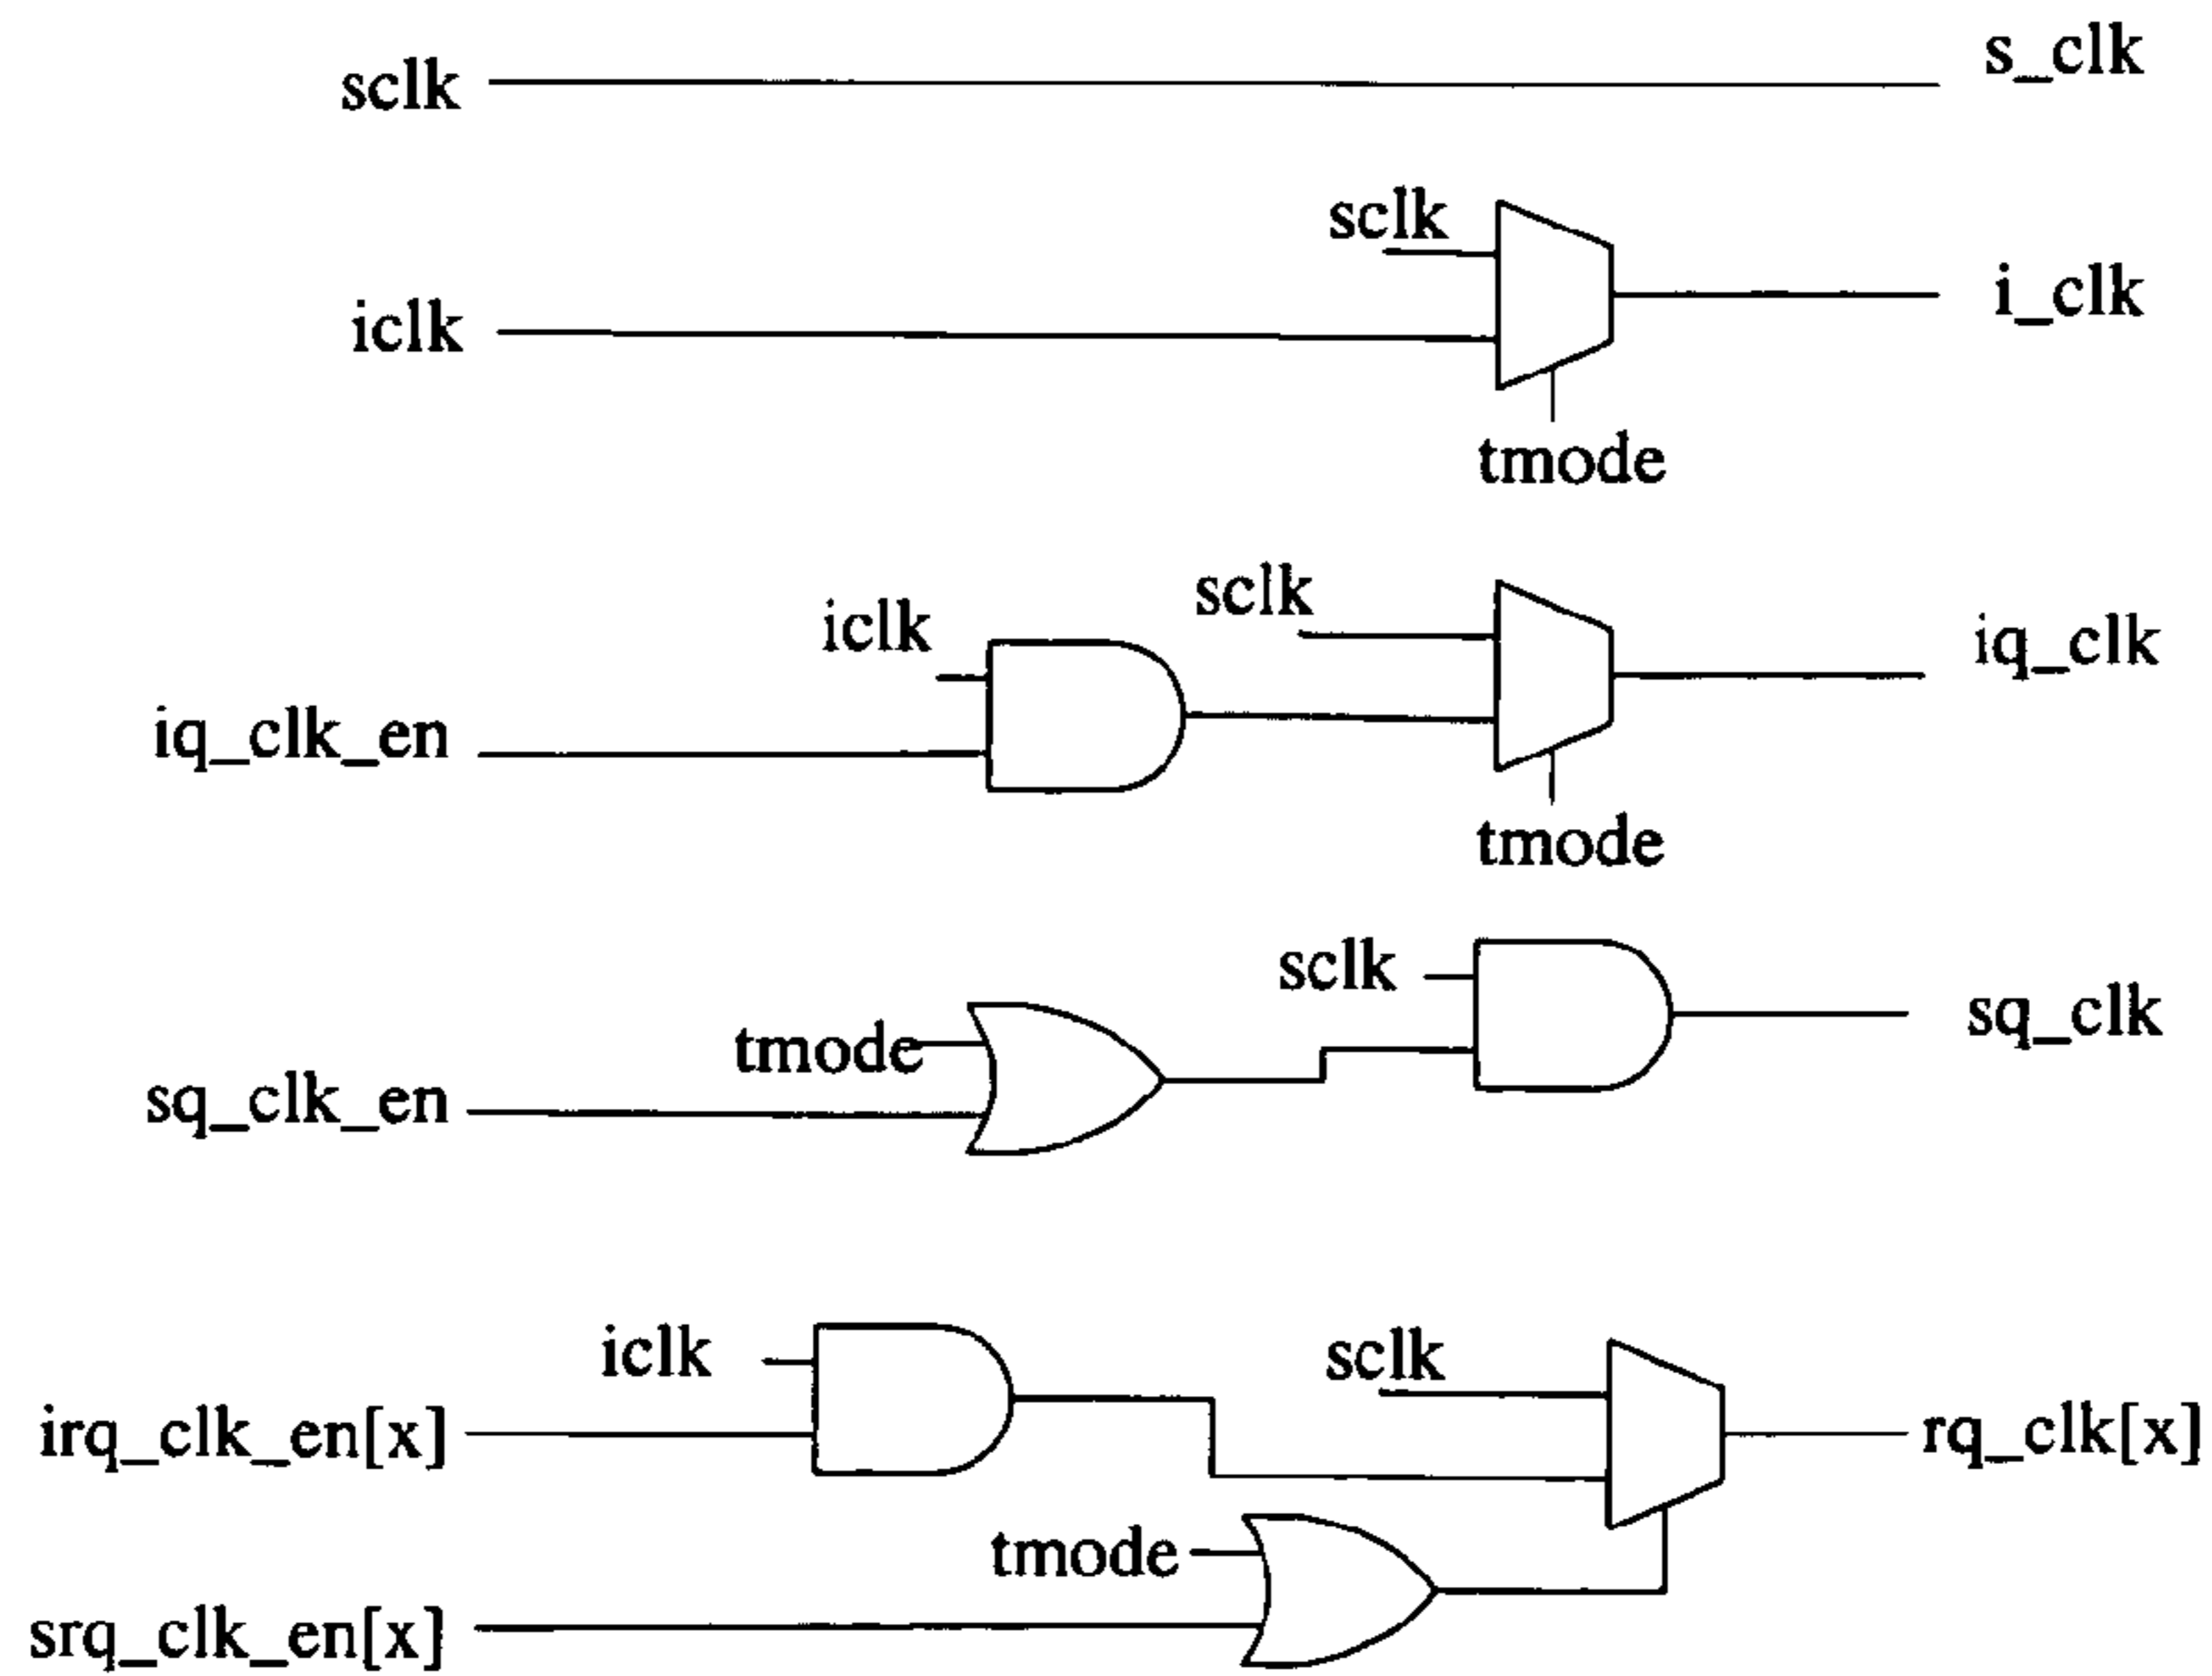 sclk s_clk
sclk
iclk i_clk
tmode
iclk sclk iq_clk
iq_clk_en
tmode
sclk sq_clk
tmode
sq_clk_en
iclk sclk
irq_clk_en[x] rq_clk[x]
tmode
srq_clk_en[x]